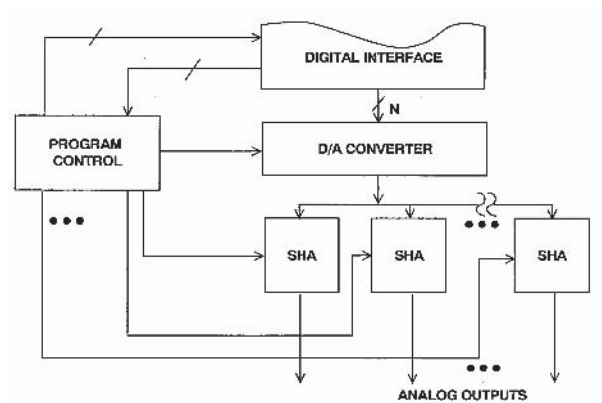 DIGITAL INTERFACE
N
PROGRAM
CONTROL
D/A CONVERTER
SHA
SHA
SHA
ANALOG OUTPUTS